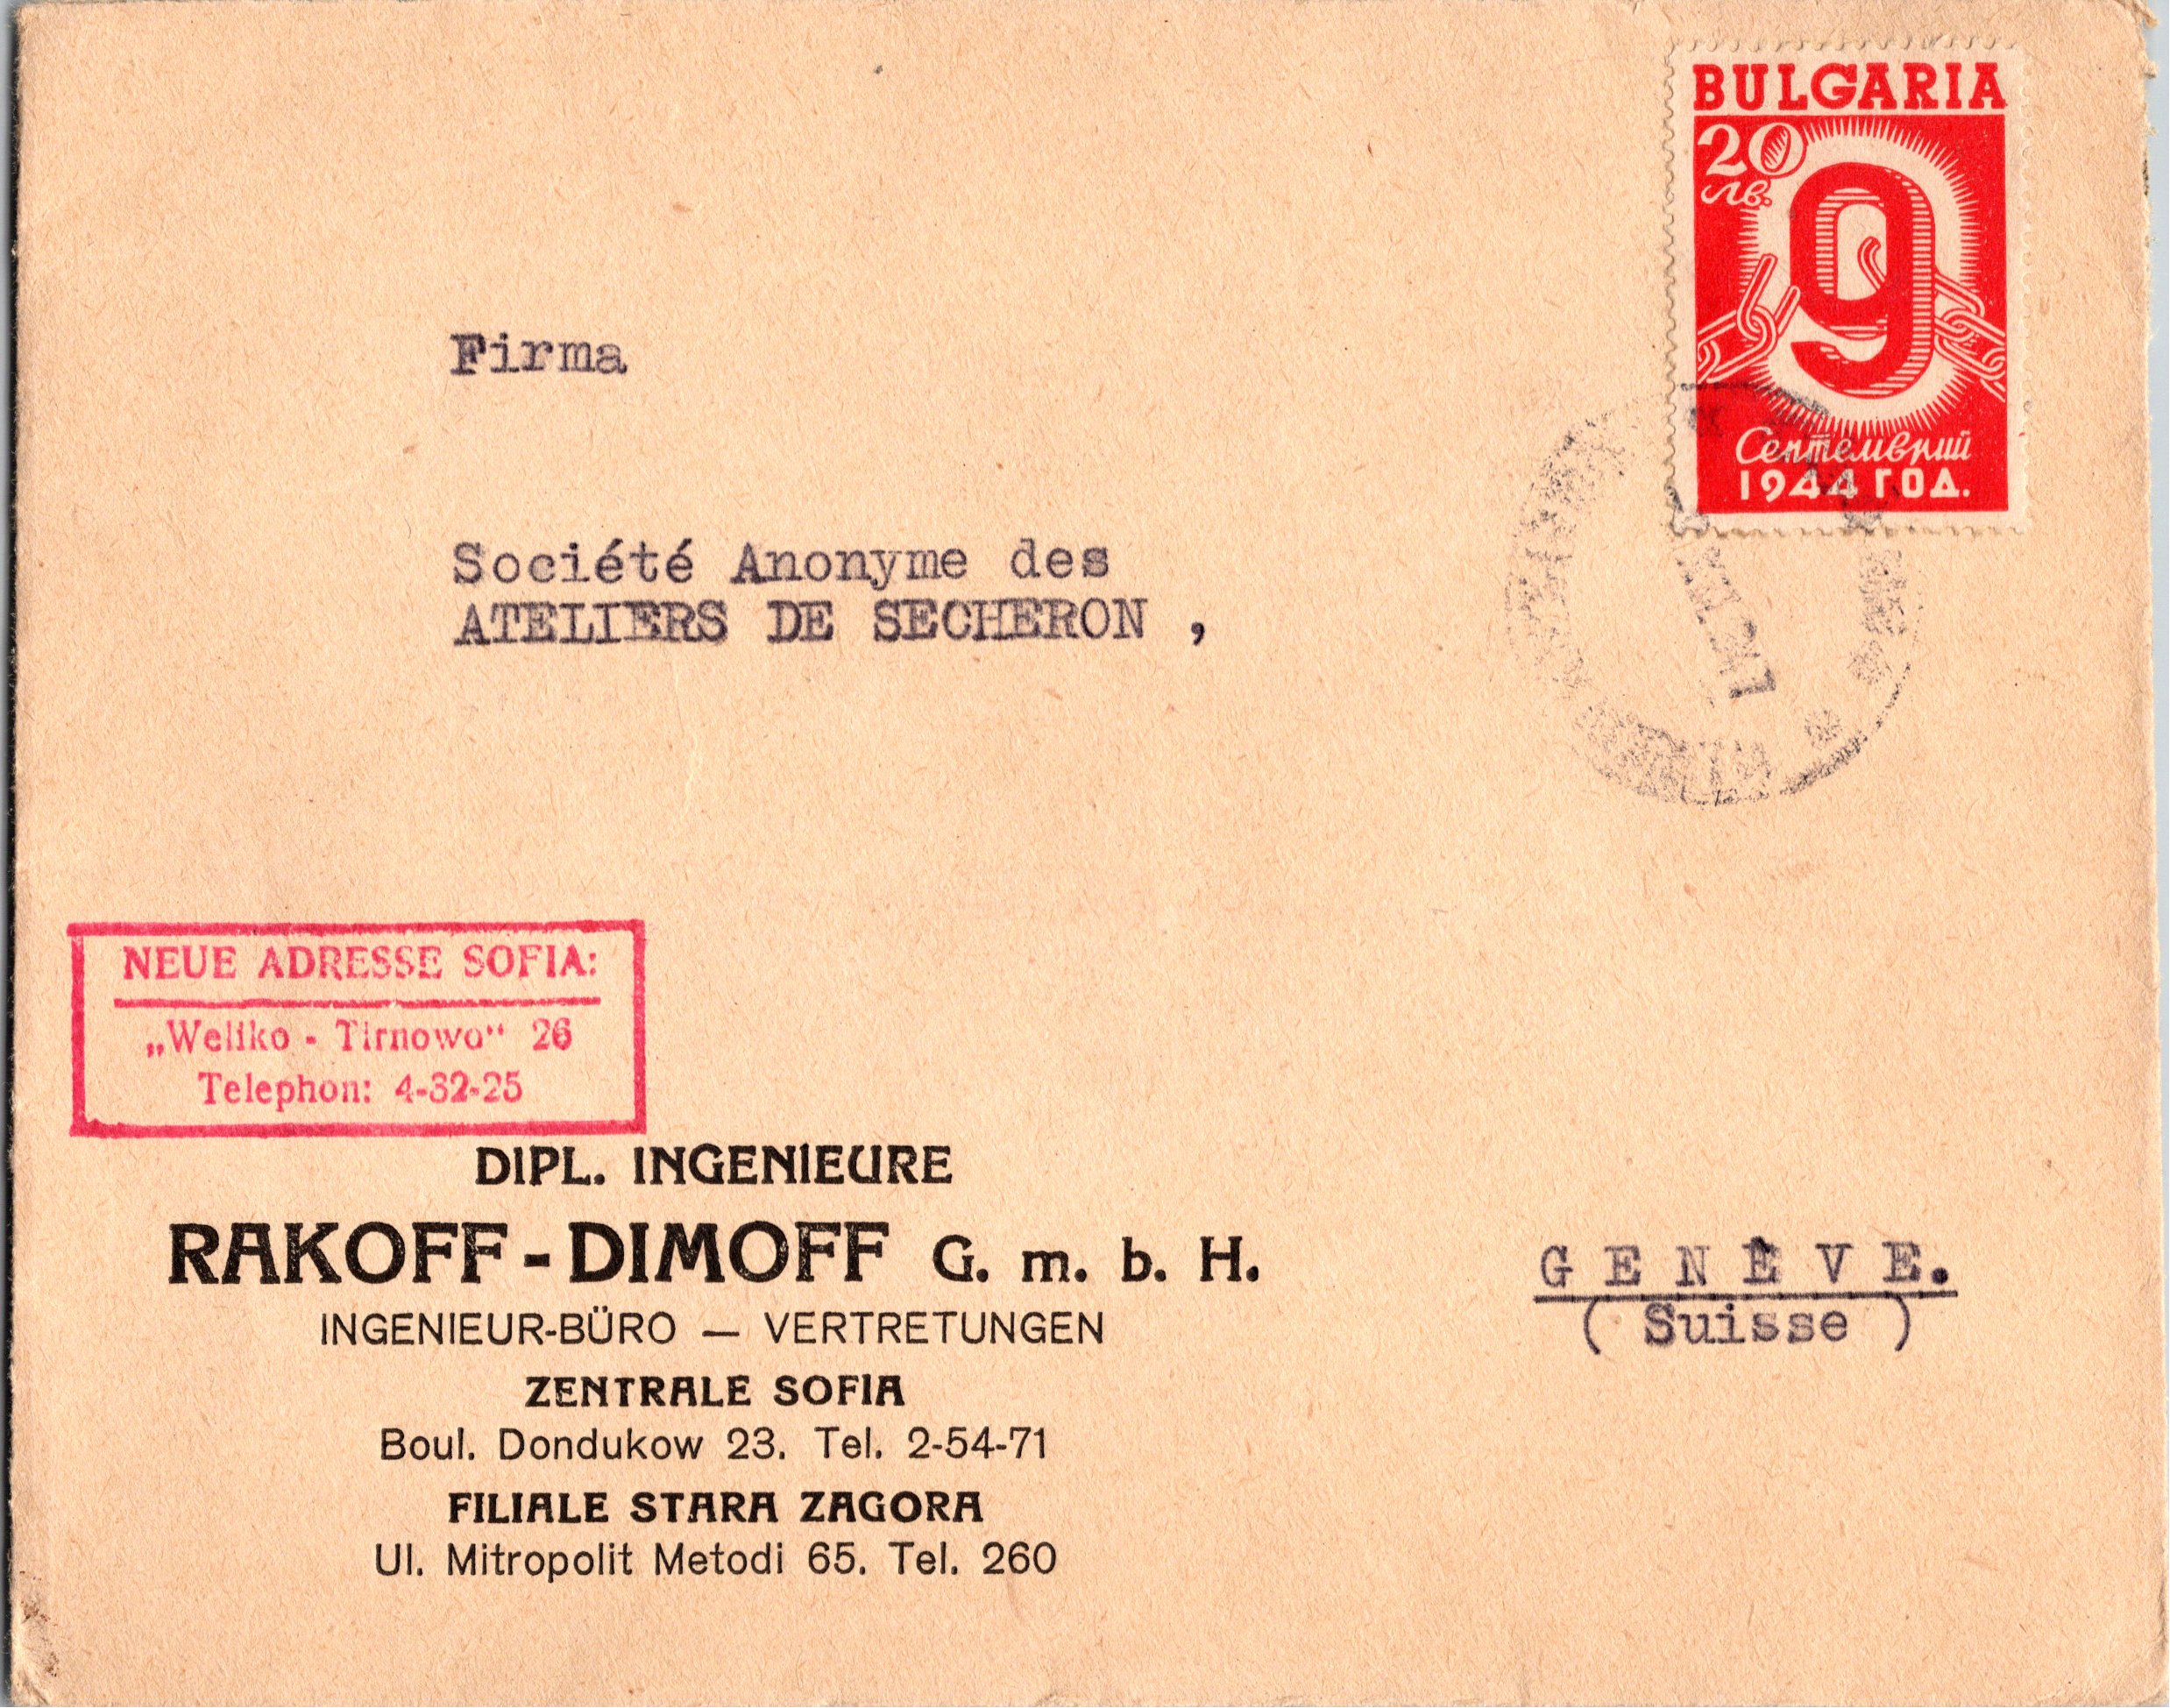 BULGARIA
20
лв.
9
Септемврий
1944 ГОД.
Firma
Société Anonyme des
ATELIERS DE SECHERON ,
NEUE ADRESSE SOFIA:
„Weliko - Tirnowo“ 26
Telephon: 4-32-25
DIPL. INGENIEURE
RAKOFF - DIMOFF G. m. b. H.
INGENIEUR-BÜRO — VERTRETUNGEN
ZENTRALE SOFIA
Boul. Dondukow 23. Tel. 2-54-71
FILIALE STARA ZAGORA
Ul. Mitropolit Metodi 65. Tel. 260
G E N È V E.
( Suisse )